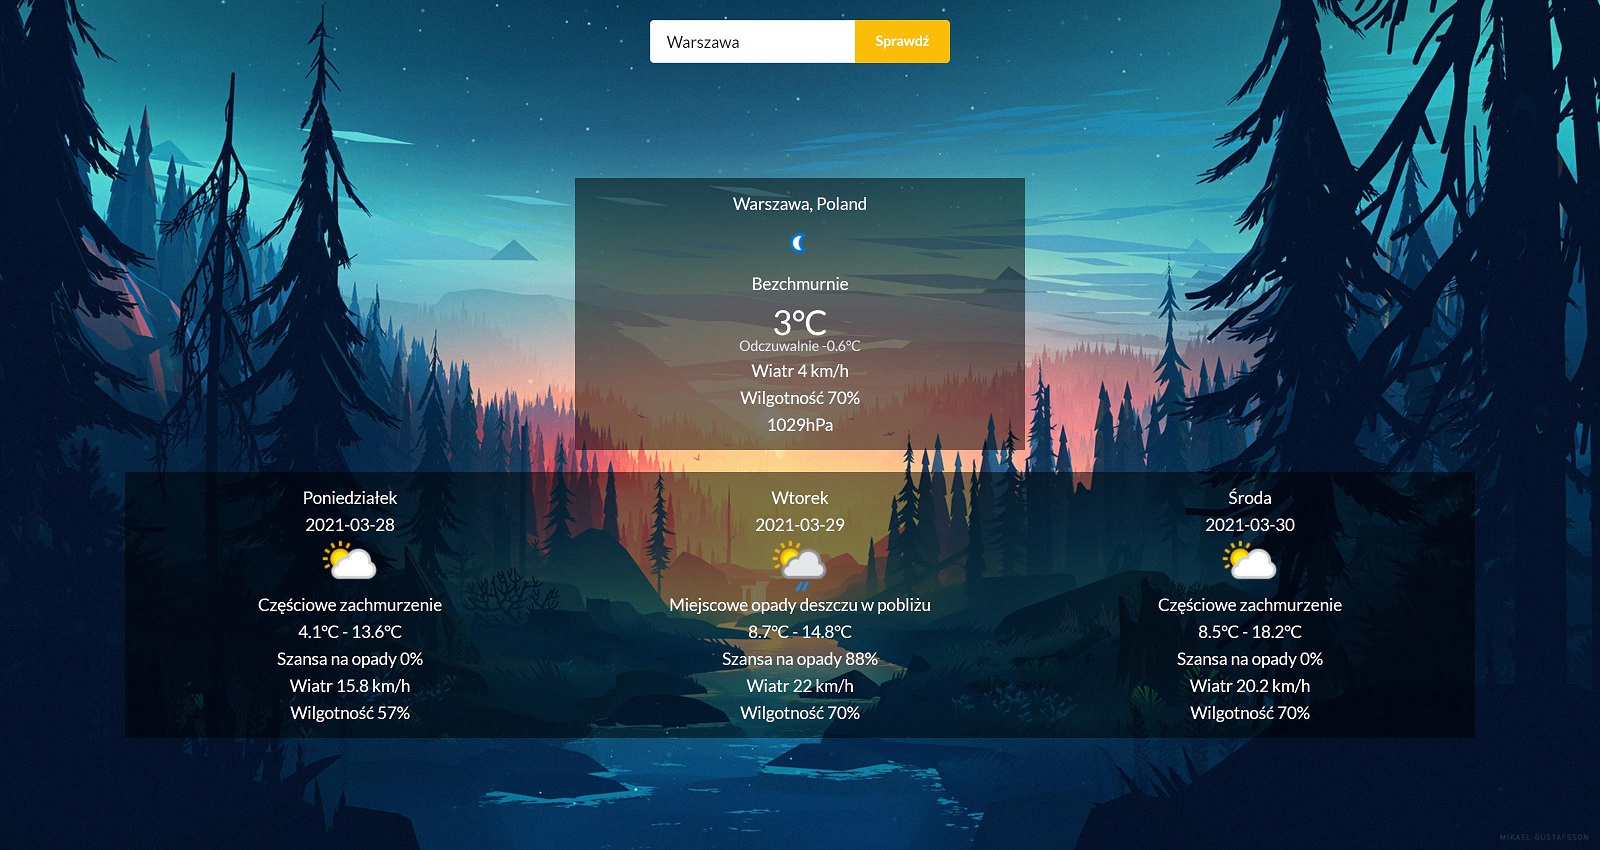 Warszawa
Sprawdź
Warszawa, Poland
Bezchmurnie
3°C
Odczuwalnie -0.6°C
Wiatr 4 km/h
Wilgotność 70%
1029hPa
Poniedziałek
2021-03-28
Częściowe zachmurzenie
4.1°C - 13.6°C
Szansa na opady 0%
Wiatr 15.8 km/h
Wilgotność 57%
Wtorek
2021-03-29
Miejscowe opady deszczu w pobliżu
8.7°C - 14.8°C
Szansa na opady 88%
Wiatr 22 km/h
Wilgotność 70%
Środa
2021-03-30
Częściowe zachmurzenie
8.5°C - 18.2°C
Szansa na opady 0%
Wiatr 20.2 km/h
Wilgotność 70%
MIKAEL GUSTAFSSON